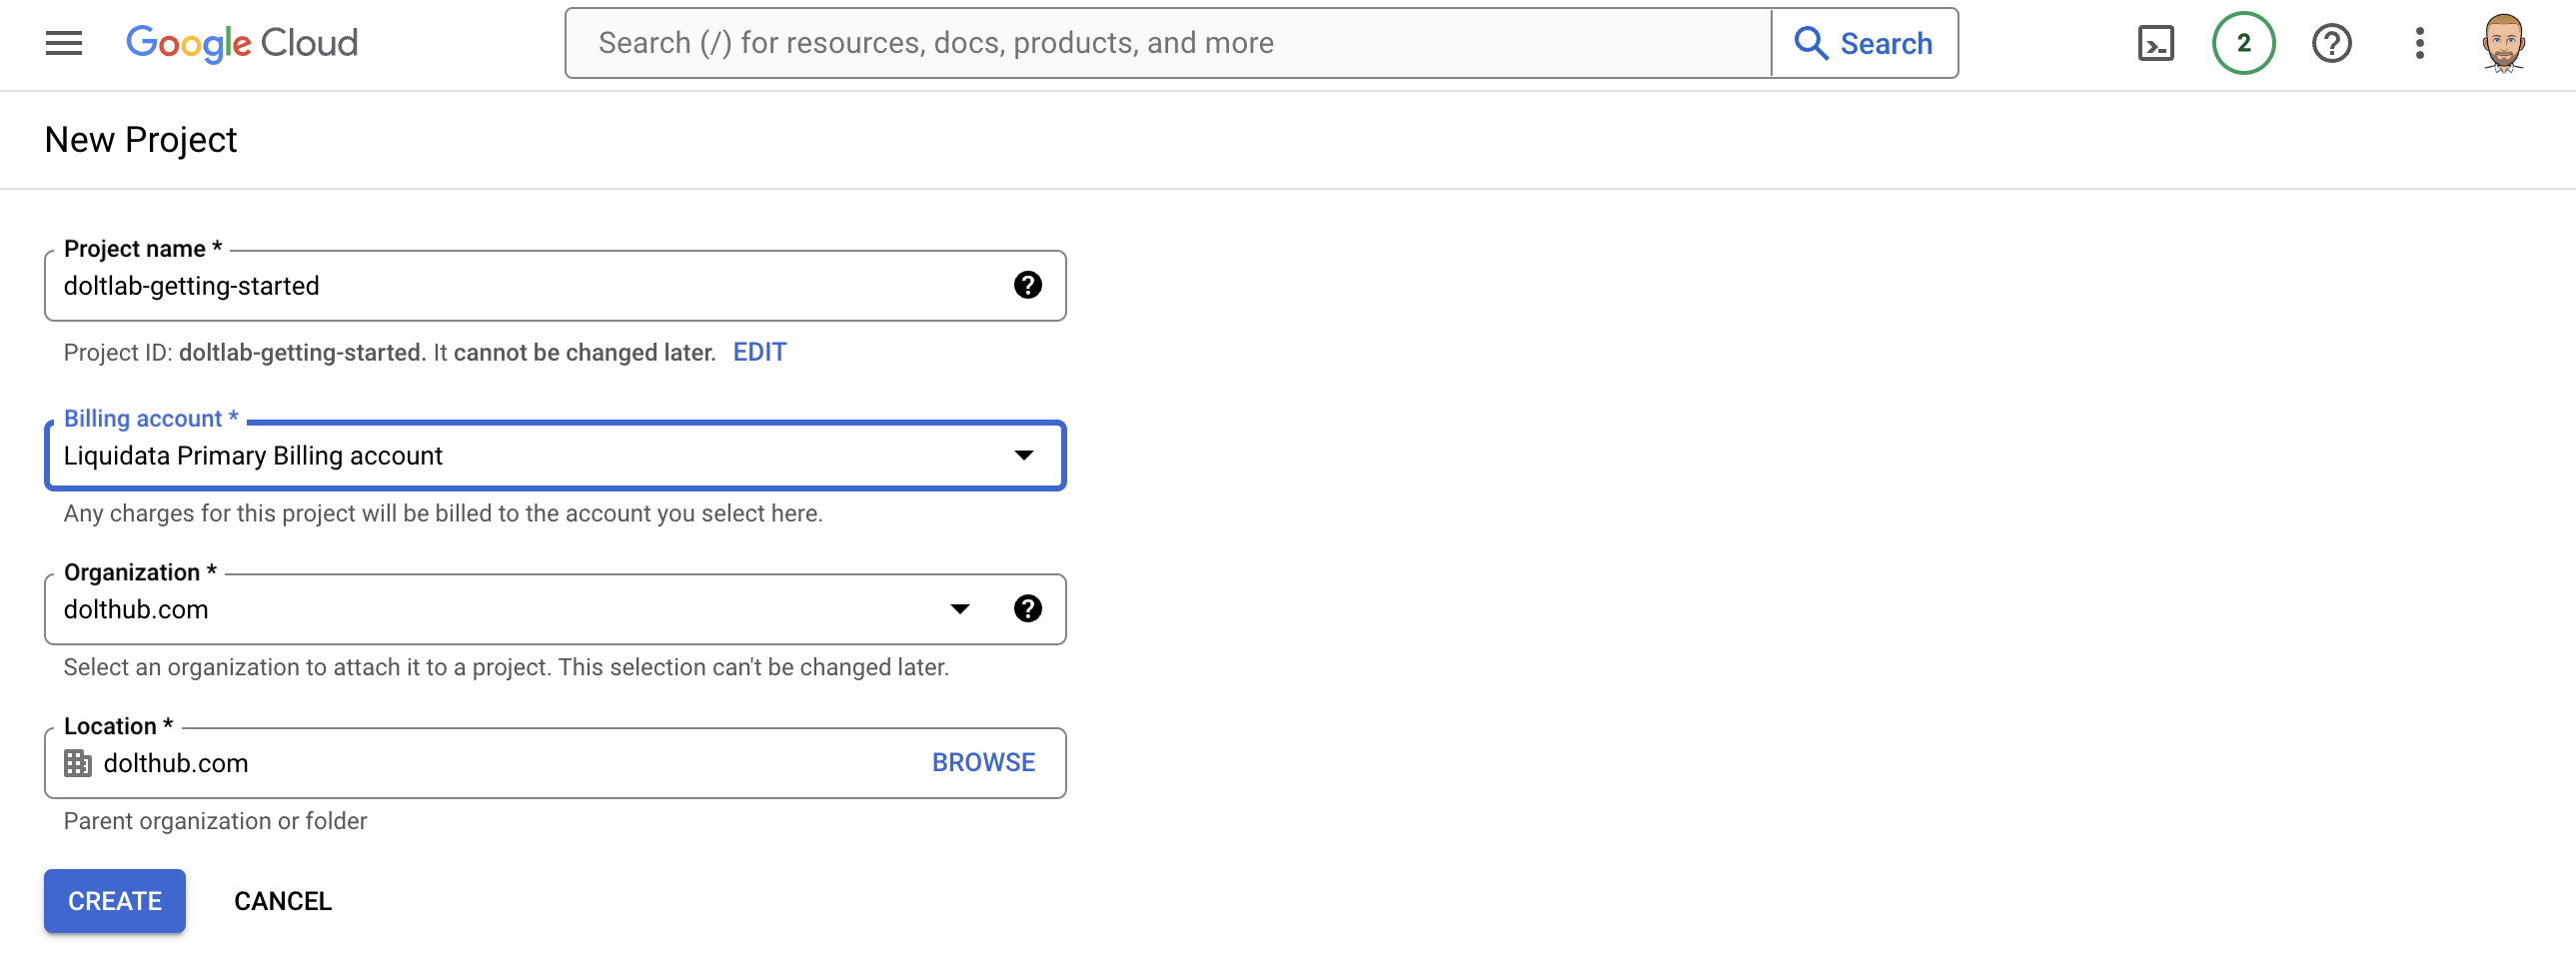 Google Cloud
Search (/) for resources, docs, products, and more
Search
2
New Project
Project name *
doltlab-getting-started
Project ID: doltlab-getting-started. It cannot be changed later. EDIT
Billing account *
Liquidata Primary Billing account
Any charges for this project will be billed to the account you select here.
Organization *
dolthub.com
Select an organization to attach it to a project. This selection can't be changed later.
Location *
dolthub.com BROWSE
Parent organization or folder
CREATE CANCEL